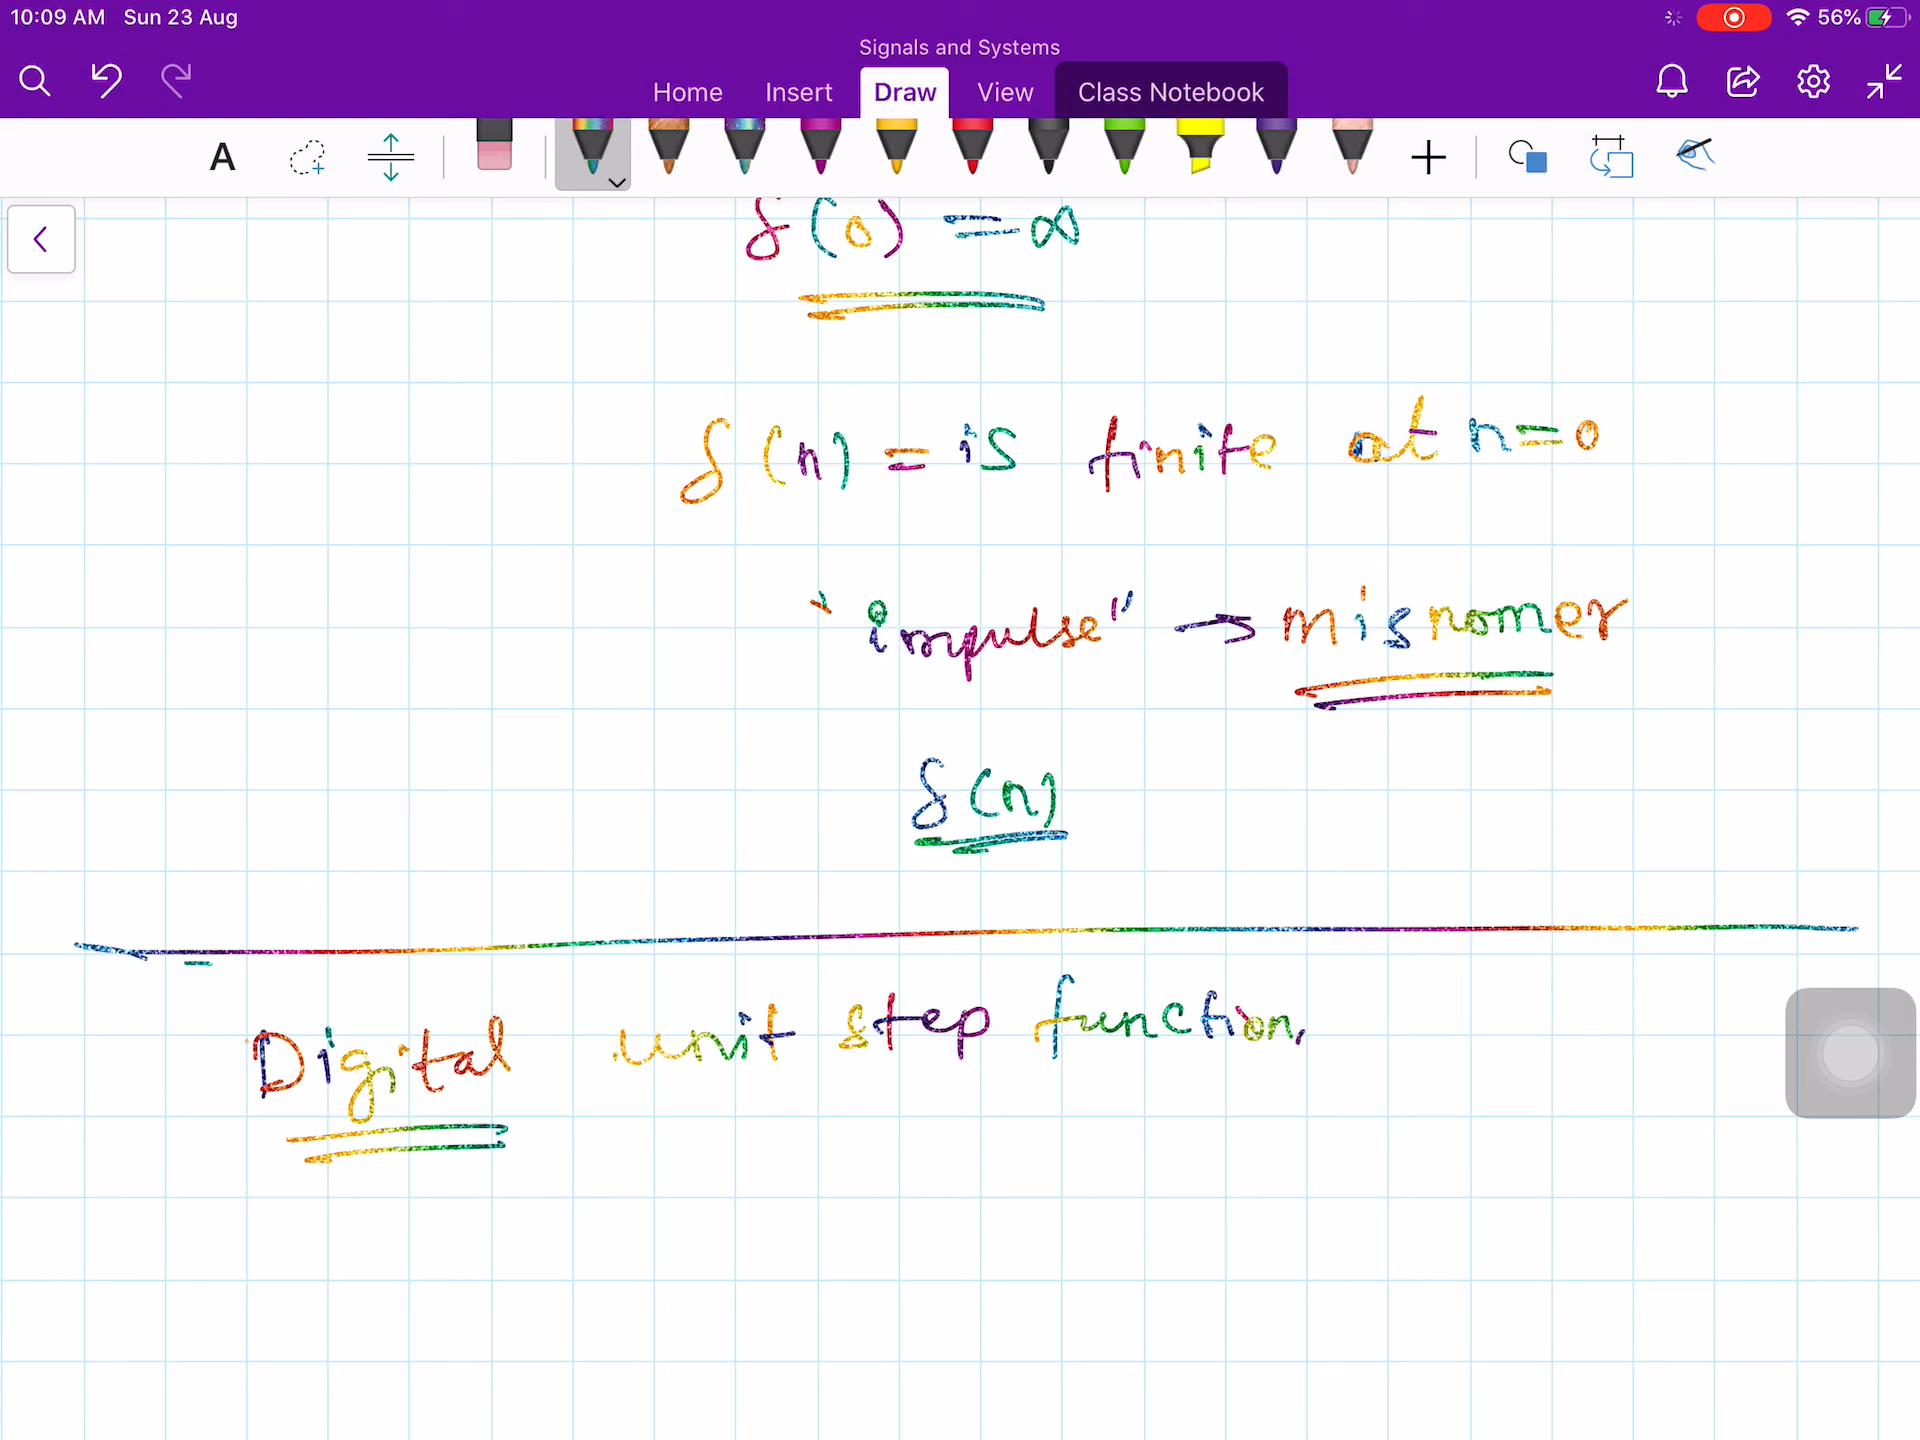 10:09 AM Sun 23 Aug 56%
Signals and Systems
Home Insert Draw View Class Notebook
A
δ(0) = ∞
δ(n) = is finite at n=0
"impulse" → misnomer
δ(n)
Digital unit step function,